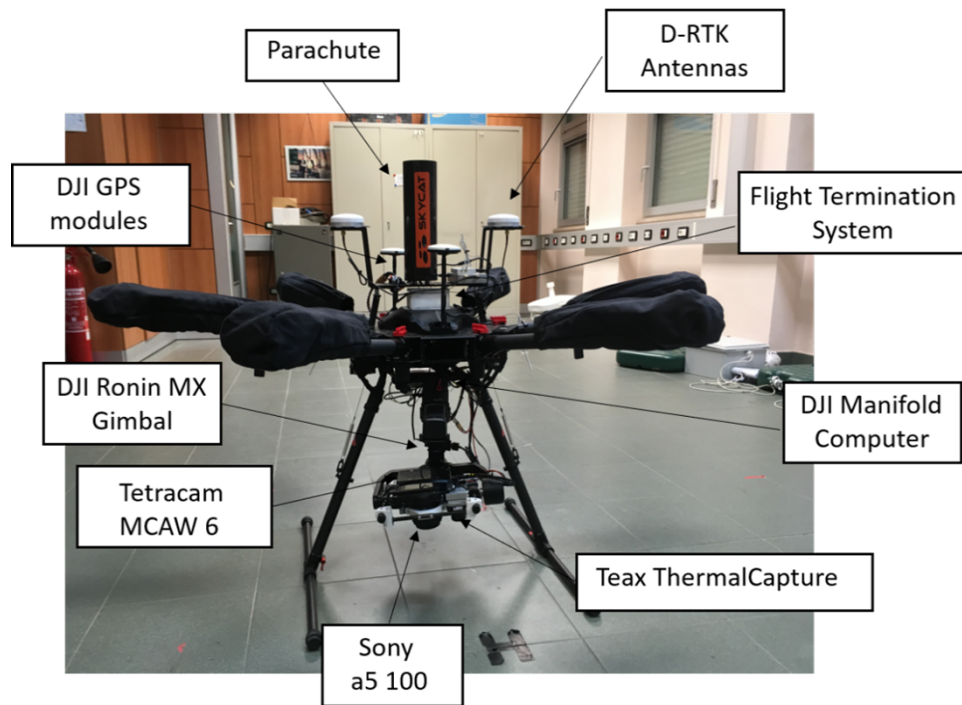 Parachute
D-RTK
Antennas
DJI GPS
modules
Flight Termination
System
SKYCAT
DJI Ronin MX
Gimbal
DJI Manifold
Computer
Tetracam
MCAW 6
Teax ThermalCapture
Sony
a5 100